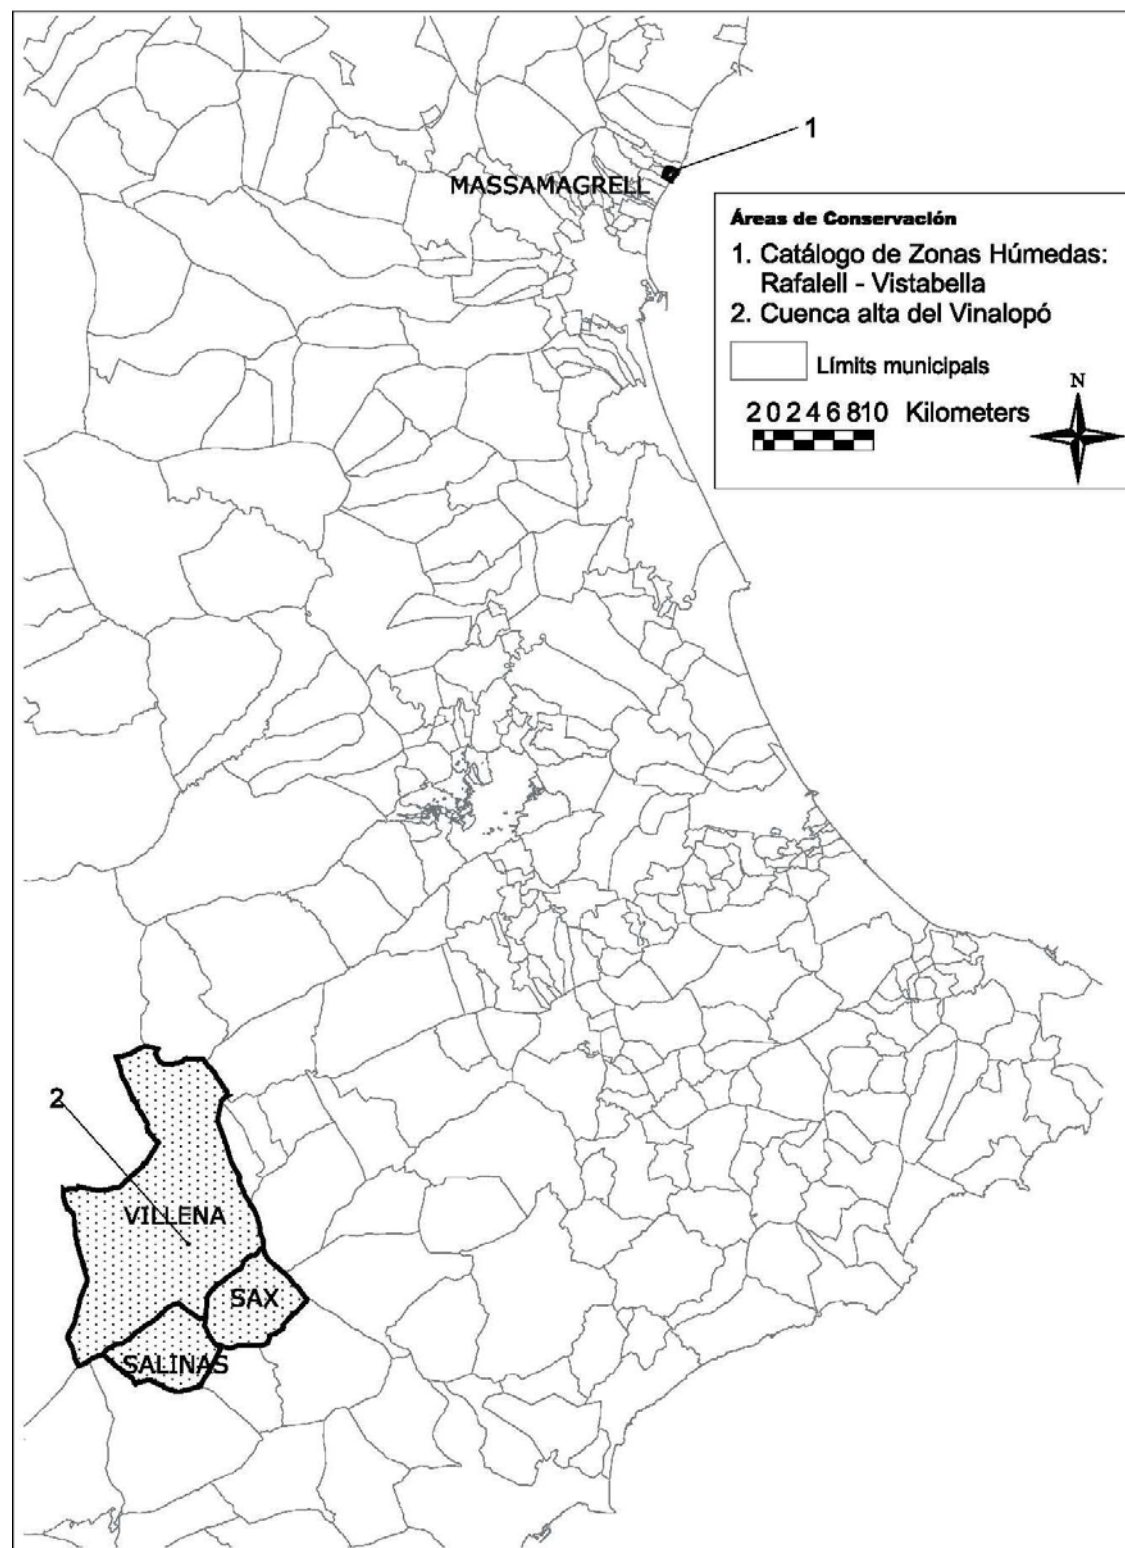 1
MASSAMAGRELL
Áreas de Conservación
1. Catálogo de Zonas Húmedas:
Rafalell - Vistabella
2. Cuenca alta del Vinalopó
Límits municipals
N
2 0 2 4 6 8 10 Kilometers
2
VILLENA
SAX
SALINAS